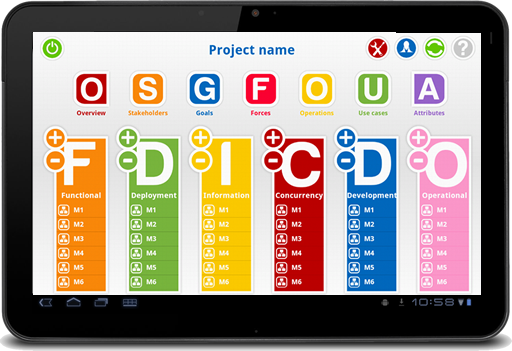 Project name
?
O S G F O U A
Overview Stakeholders Goals Forces Operations Use cases Attributes
F D I C D O
Functional Deployment Information Concurrency Development Operational
M1 M1 M1 M1 M1 M1
M2 M2 M2 M2 M2 M2
M3 M3 M3 M3 M3 M3
M4 M4 M4 M4 M4 M4
M5 M5 M5 M5 M5 M5
M6 M6 M6 M6 M6 M6
10:58